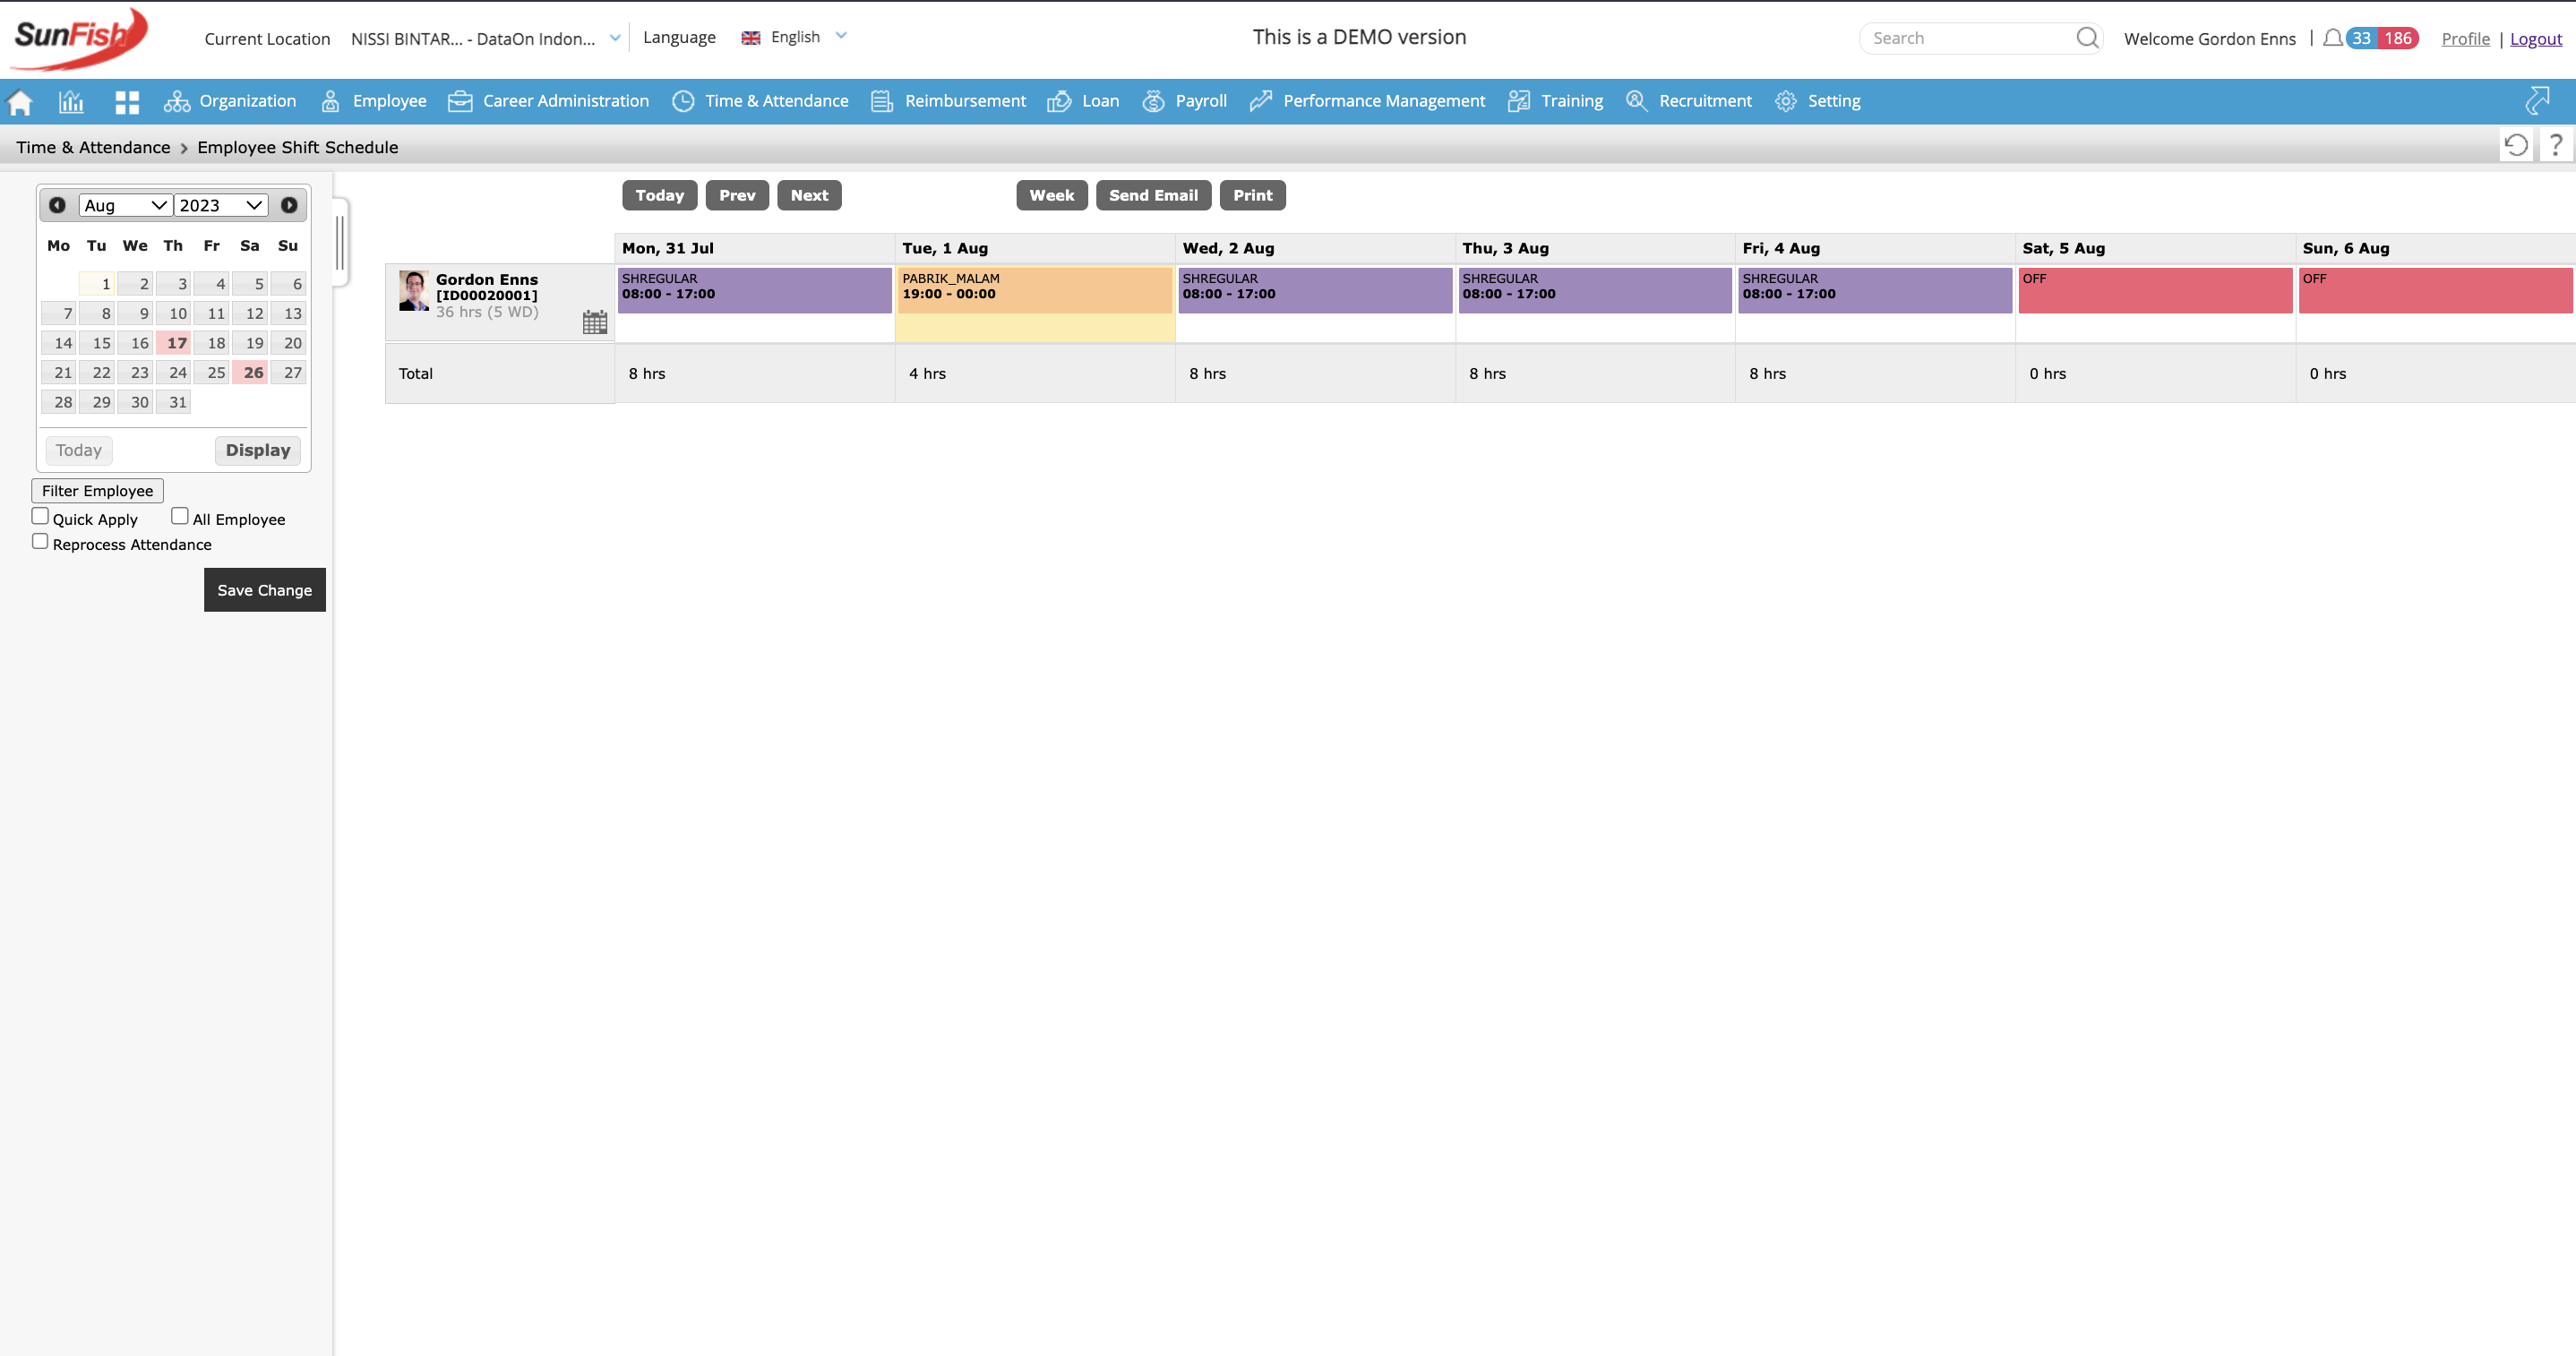 SunFish
Current Location NISSI BINTAR... - DataOn Indon... Language English This is a DEMO version Search Welcome Gordon Enns | 33 186 Profile | Logout
Organization Employee Career Administration Time & Attendance Reimbursement Loan Payroll Performance Management Training Recruitment Setting
Time & Attendance > Employee Shift Schedule ?
Aug 2023
Mo Tu We Th Fr Sa Su
1 2 3 4 5 6
7 8 9 10 11 12 13
14 15 16 17 18 19 20
21 22 23 24 25 26 27
28 29 30 31
Today Display
Filter Employee
Quick Apply All Employee
Reprocess Attendance
Save Change
Today Prev Next Week Send Email Print
Mon, 31 Jul Tue, 1 Aug Wed, 2 Aug Thu, 3 Aug Fri, 4 Aug Sat, 5 Aug Sun, 6 Aug
Gordon Enns
[ID00020001]
36 hrs (5 WD)
SHREGULAR PABRIK_MALAM SHREGULAR SHREGULAR SHREGULAR OFF OFF
08:00 - 17:00 19:00 - 00:00 08:00 - 17:00 08:00 - 17:00 08:00 - 17:00
Total 8 hrs 4 hrs 8 hrs 8 hrs 8 hrs 0 hrs 0 hrs